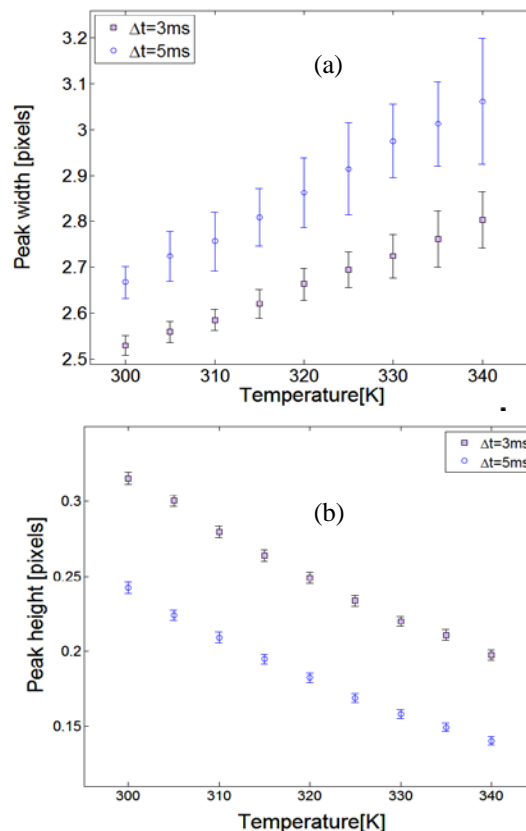 Δt=3ms
Δt=5ms
(a)
3.2
3.1
3
2.9
2.8
2.7
2.6
2.5
Peak width [pixels]
300 310 320 330 340
Temperature[K]
Δt=3ms
Δt=5ms
(b)
0.3
0.25
0.2
0.15
Peak height [pixels]
300 310 320 330 340
Temperature[K]